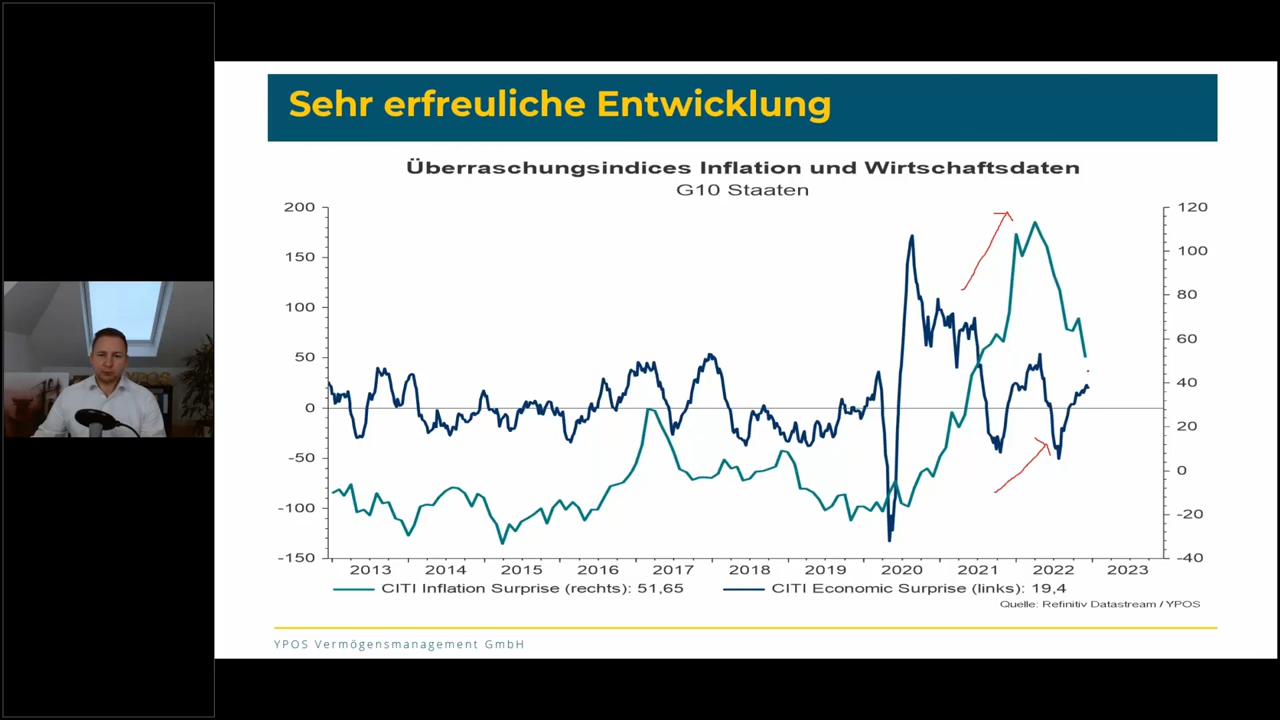 Sehr erfreuliche Entwicklung
Überraschungsindices Inflation und Wirtschaftsdaten
G10 Staaten
200
150
100
50
0
-50
-100
-150
120
100
80
60
40
20
0
-20
-40
2013 2014 2015 2016 2017 2018 2019 2020 2021 2022 2023
CITI Inflation Surprise (rechts): 51,65 CITI Economic Surprise (links): 19,4
Quelle: Refinitiv Datastream / YPOS
YPOS Vermögensmanagement GmbH
YPOS